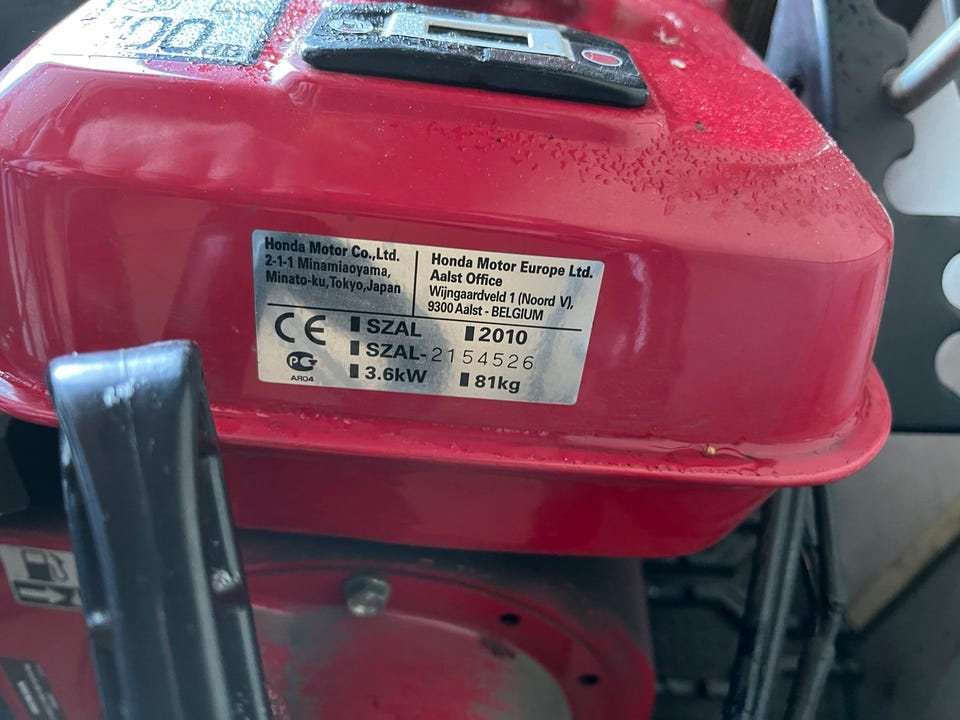 Honda Motor Co.,Ltd.
2-1-1 Minamiaoyama,
Minato-ku,Tokyo,Japan
Honda Motor Europe Ltd.
Aalst Office
Wijngaardveld 1 (Noord V),
9300 Aalst - BELGIUM
CE SZAL 2010
SZAL-2154526
3.6kW 81kg
AR04